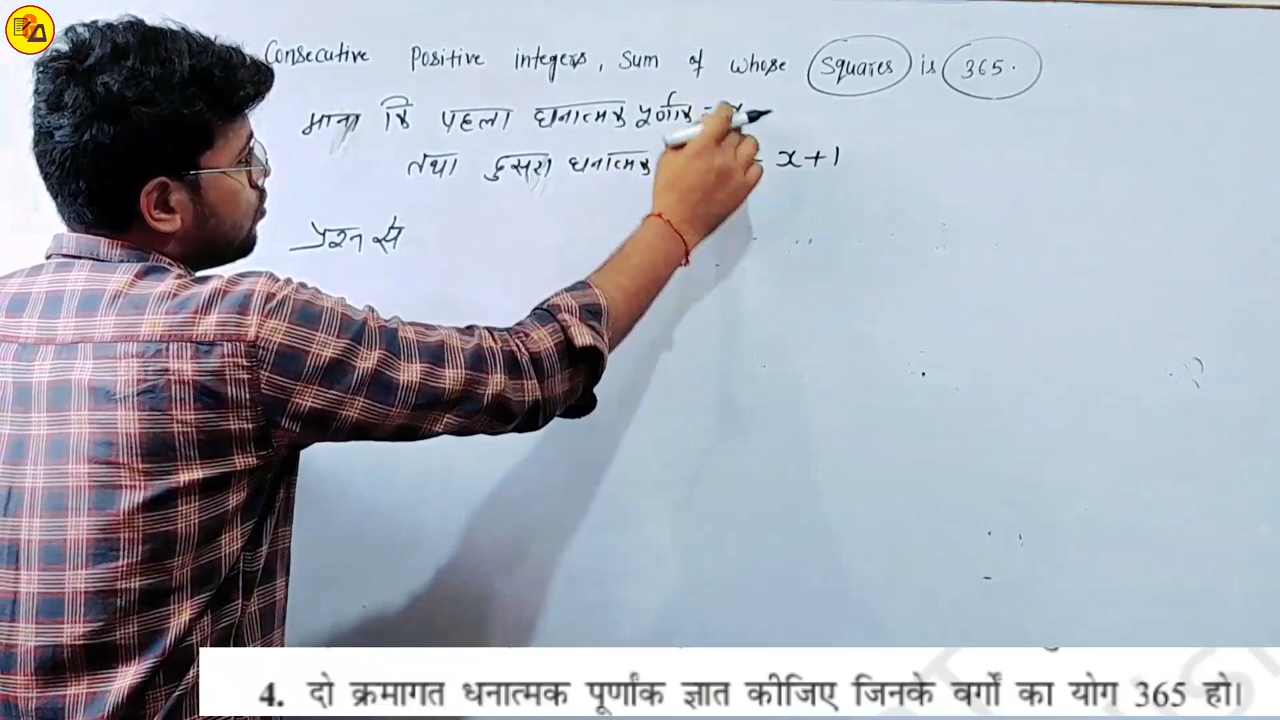 Consecutive Positive integers, Sum of whose Squares is 365.
माना कि पहला धनात्मक पूर्णांक = x
तथा दुसरा धनात्मक = x+1
प्रश्न से
4. दो क्रमागत धनात्मक पूर्णांक ज्ञात कीजिए जिनके वर्गों का योग 365 हो।